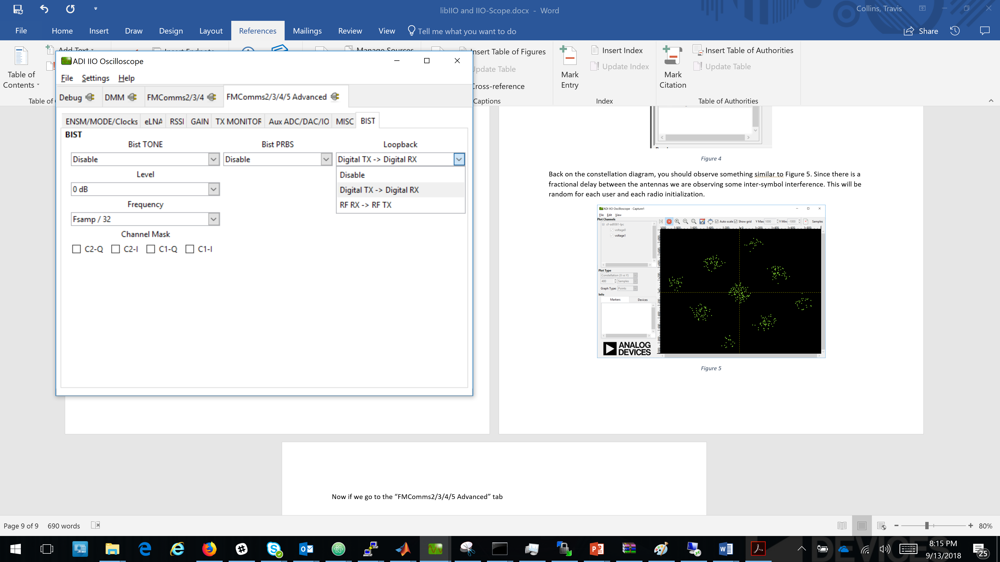 libIIO and IIO-Scope.docx - Word
Collins, Travis
File Home Insert Draw Design Layout References Mailings Review View Tell me what you want to do Share
Table of
Contents
Add Text
Insert Endnote
Manage Sources
Insert Table of Figures
Update Table
Cross-reference
Captions
Mark
Entry
Insert Index
Update Index
Index
Mark
Citation
Insert Table of Authorities
Update Table
Table of Authorities
Table of
ADI IIO Oscilloscope
File Settings Help
Debug DMM FMComms2/3/4 FMComms2/3/4/5 Advanced
ENSM/MODE/Clocks eLNA RSSI GAIN TX MONITOR Aux ADC/DAC/IO MISC BIST
BIST
Bist TONE Bist PRBS Loopback
Disable Disable Digital TX -> Digital RX
Disable
Digital TX -> Digital RX
RF RX -> RF TX
Level
0 dB
Frequency
Fsamp / 32
Channel Mask
C2-Q C2-I C1-Q C1-I
Figure 4
Back on the constellation diagram, you should observe something similar to Figure 5. Since there is a
fractional delay between the antennas we are observing some inter-symbol interference. This will be
random for each user and each radio initialization.
ADI IIO Oscilloscope - Capture1
File Edit View
Plot Channels
Auto scale Show grid Y Max: 1000 Y Min: -1000 Samples
cf-ad9361-lpc
voltage0
voltage1
Plot Type
Constellation (X vs Y)
400 Samples
Graph Type: Points
Info
Markers Devices
ANALOG
DEVICES
Figure 5
Now if we go to the “FMComms2/3/4/5 Advanced” tab
Page 9 of 9 690 words
80%
DEVICES
8:15 PM
9/13/2018
25